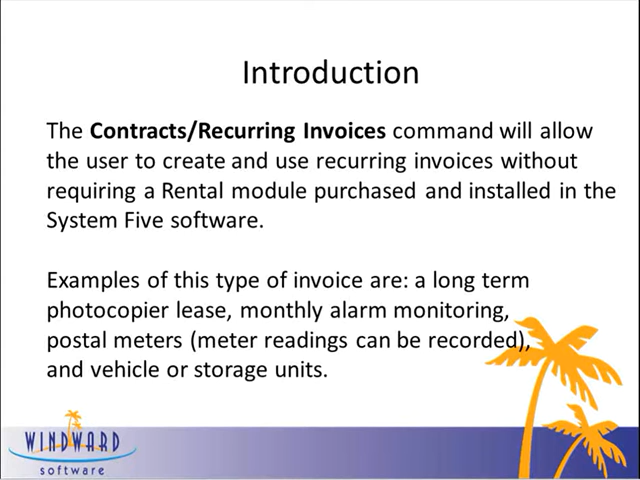 Introduction
The Contracts/Recurring Invoices command will allow
the user to create and use recurring invoices without
requiring a Rental module purchased and installed in the
System Five software.
Examples of this type of invoice are: a long term
photocopier lease, monthly alarm monitoring,
postal meters (meter readings can be recorded),
and vehicle or storage units.
WINDWARD
software